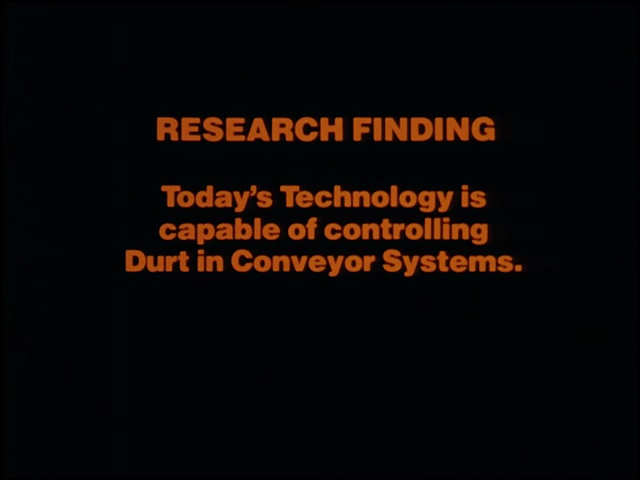 RESEARCH FINDING
Today's Technology is
capable of controlling
Durt in Conveyor Systems.